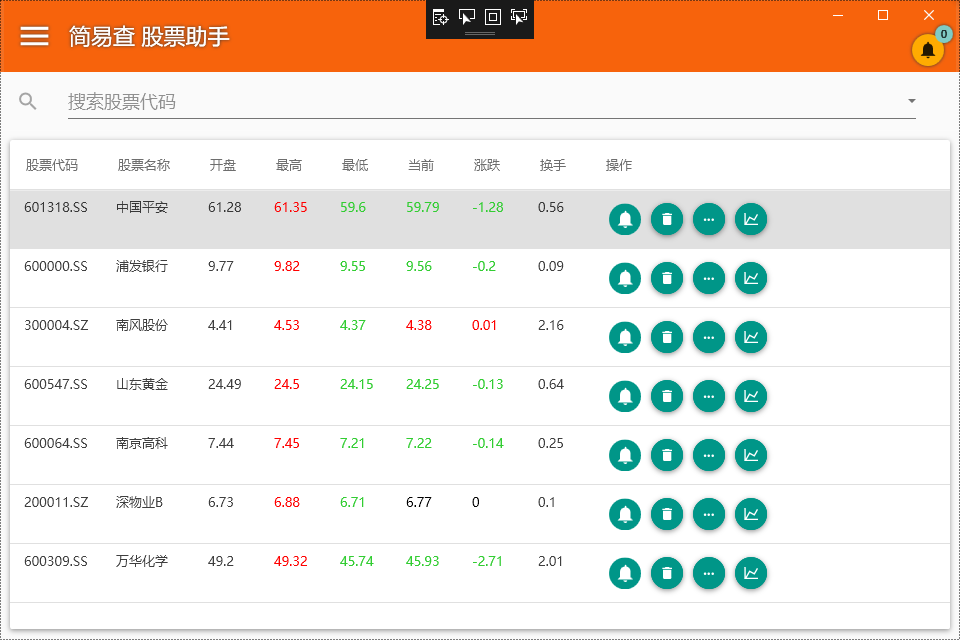 简易查 股票助手
0
搜索股票代码
股票代码 股票名称 开盘 最高 最低 当前 涨跌 换手 操作
601318.SS 中国平安 61.28 61.35 59.6 59.79 -1.28 0.56
600000.SS 浦发银行 9.77 9.82 9.55 9.56 -0.2 0.09
300004.SZ 南风股份 4.41 4.53 4.37 4.38 0.01 2.16
600547.SS 山东黄金 24.49 24.5 24.15 24.25 -0.13 0.64
600064.SS 南京高科 7.44 7.45 7.21 7.22 -0.14 0.25
200011.SZ 深物业B 6.73 6.88 6.71 6.77 0 0.1
600309.SS 万华化学 49.2 49.32 45.74 45.93 -2.71 2.01